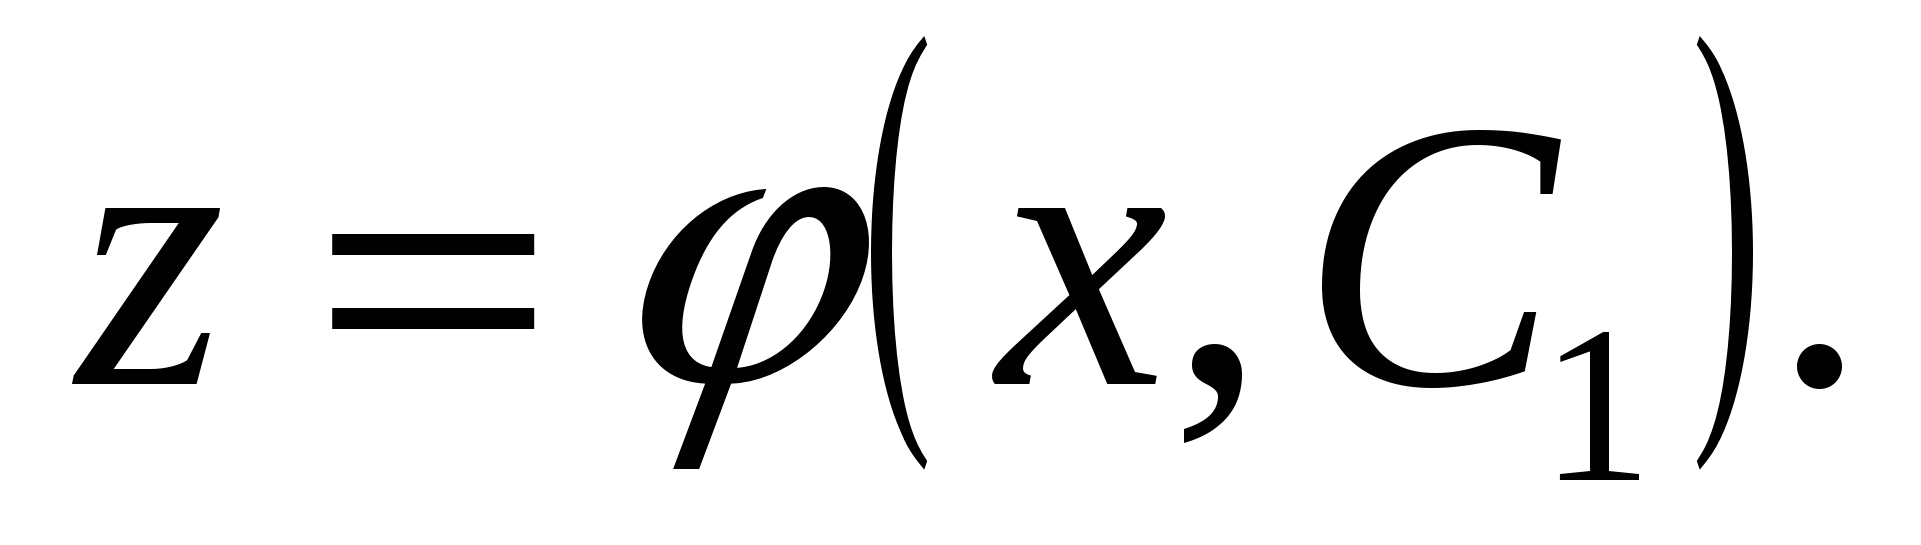 z = φ(x, C₁).